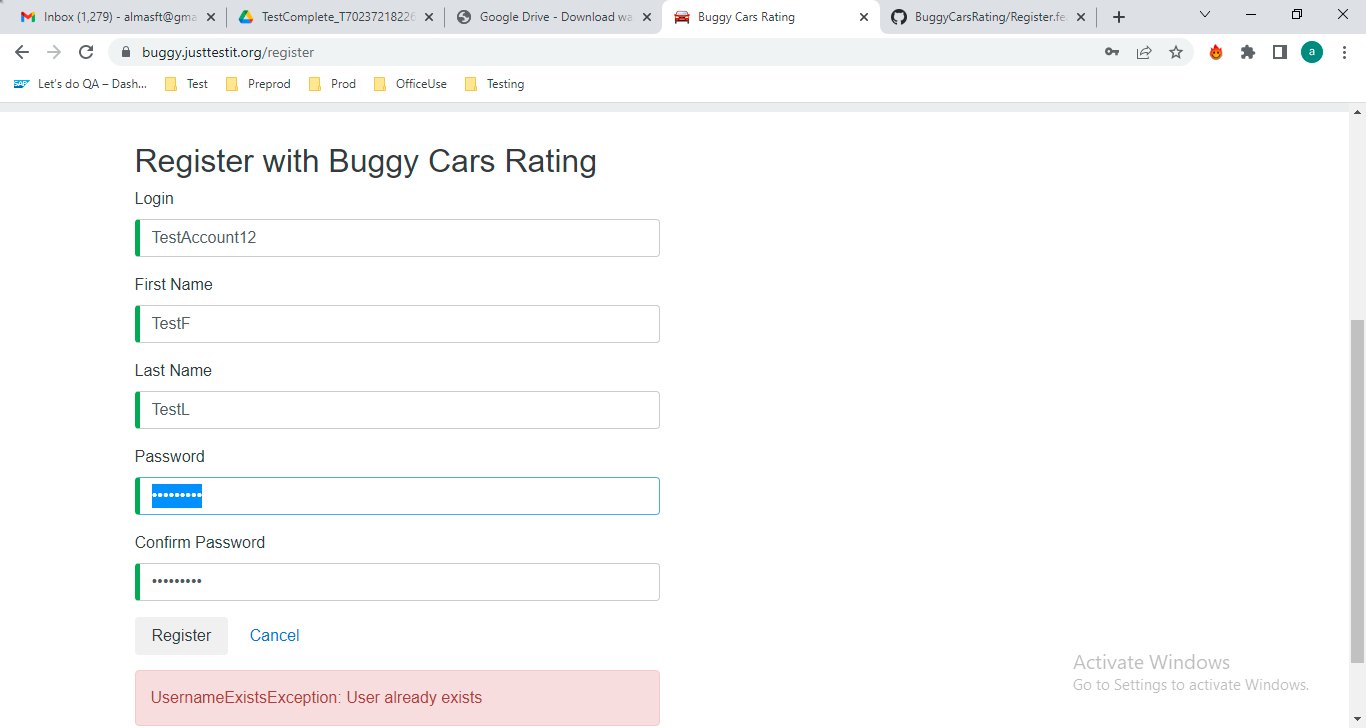 Inbox (1,279) - almasft@gma
TestComplete_T70237218226
Google Drive - Download wa
Buggy Cars Rating
BuggyCarsRating/Register.fe
buggy.justtestit.org/register
a
SAP
Let's do QA – Dash...
Test
Preprod
Prod
OfficeUse
Testing
Register with Buggy Cars Rating
Login
TestAccount12
First Name
TestF
Last Name
TestL
Password
•••••••••
Confirm Password
•••••••••
Register
Cancel
UsernameExistsException: User already exists
Activate Windows
Go to Settings to activate Windows.